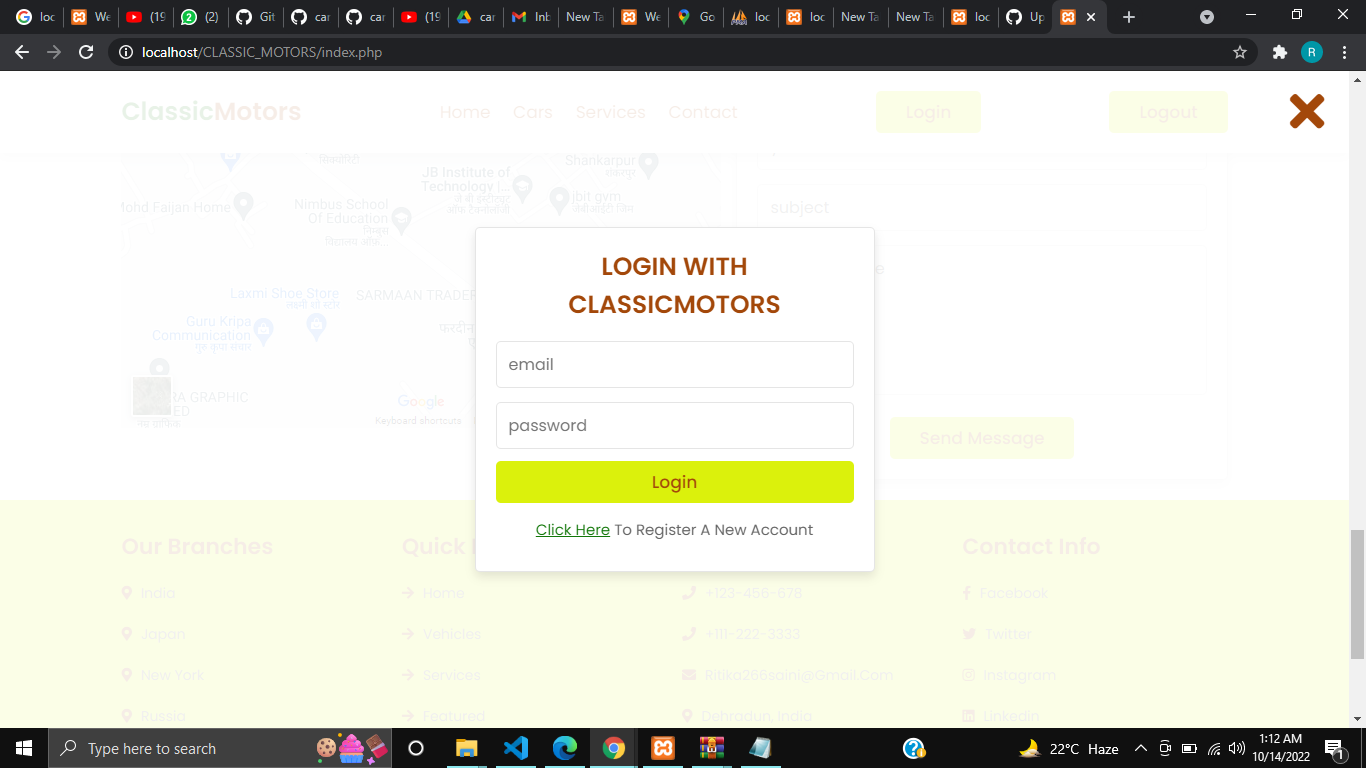 loc
We
(19
(2)
Git
car
car
(19
car
Inb
New Ta
We
Go
loc
loc
New Ta
New Ta
loc
Up
localhost/CLASSIC_MOTORS/index.php
R
ClassicMotors
Home
Cars
Services
Contact
Login
Logout
Shankarpur
शंकरपुर
JB Institute of
Technology |...
Mohd Faijan Home
Nimbus School
Of Education
निम्बुस
ibit gvm
subject
LOGIN WITH
CLASSICMOTORS
email
password
Login
Click Here To Register A New Account
Laxmi Shoe Store
लक्ष्मी शो स्टोर
SARMAAN TRADER
Guru Kripa
Communication
गुरु कृपा संचार
RA GRAPHIC
Google
Keyboard shortcuts
Send Message
Our Branches
India
Japan
New York
Russia
Quick
Home
Vehicles
Services
Featured
+123-456-678
+111-222-3333
Ritika266saini@Gmail.Com
Dehradun, India
Contact Info
Facebook
Twitter
Instagram
Linkedin
Type here to search
22°C Haze
1:12 AM
10/14/2022
1